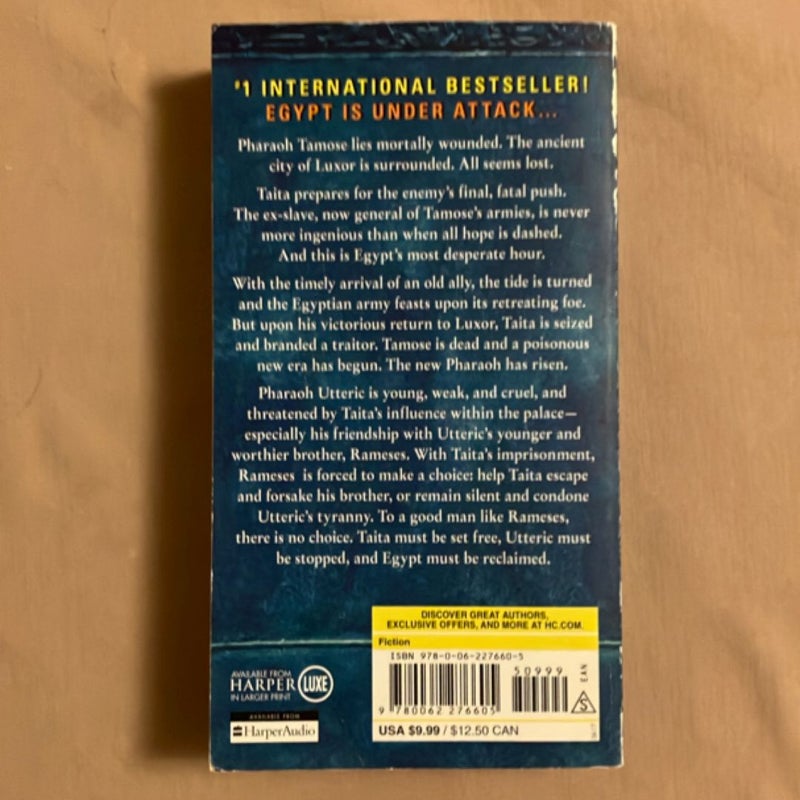 #1 INTERNATIONAL BESTSELLER!
EGYPT IS UNDER ATTACK...
Pharaoh Tamose lies mortally wounded. The ancient
city of Luxor is surrounded. All seems lost.
Taita prepares for the enemy's final, fatal push.
The ex-slave, now general of Tamose's armies, is never
more ingenious than when all hope is dashed.
And this is Egypt's most desperate hour.
With the timely arrival of an old ally, the tide is turned
and the Egyptian army feasts upon its retreating foe.
But upon his victorious return to Luxor, Taita is seized
and branded a traitor. Tamose is dead and a poisonous
new era has begun. The new Pharaoh has risen.
Pharaoh Utteric is young, weak, and cruel, and
threatened by Taita's influence within the palace—
especially his friendship with Utteric's younger and
worthier brother, Rameses. With Taita's imprisonment,
Rameses is forced to make a choice: help Taita escape
and forsake his brother, or remain silent and condone
Utteric's tyranny. To a good man like Rameses,
there is no choice. Taita must be set free, Utteric must
be stopped, and Egypt must be reclaimed.
DISCOVER GREAT AUTHORS,
EXCLUSIVE OFFERS, AND MORE AT HC.COM.
Fiction
ISBN 978-0-06-227660-5
50999
EAN
S
9 780062 276605
USA $9.99 / $12.50 CAN
AVAILABLE FROM
HARPER LUXE
IN LARGER PRINT
AVAILABLE FROM
HarperAudio